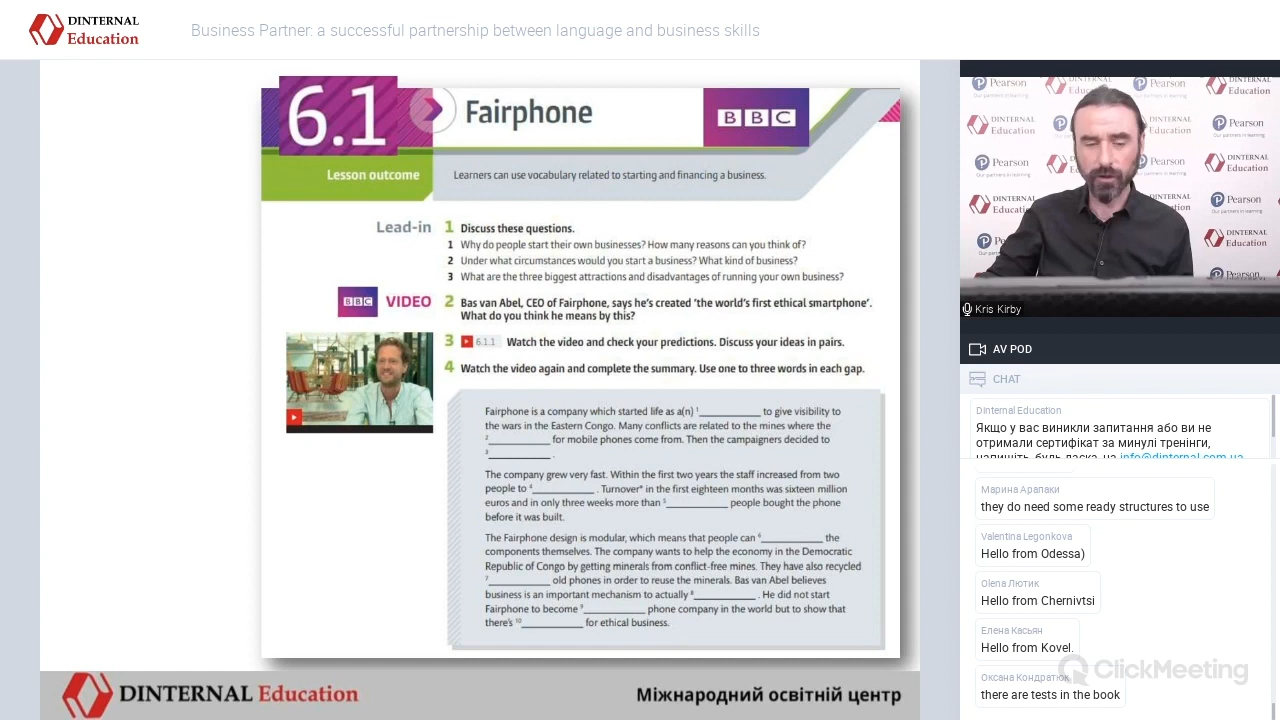 DINTERNAL
Education
Business Partner: a successful partnership between language and business skills
6.1
Fairphone
BBC
Lesson outcome
Learners can use vocabulary related to starting and financing a business.
Lead-in
1 Discuss these questions.
1 Why do people start their own businesses? How many reasons can you think of?
2 Under what circumstances would you start a business? What kind of business?
3 What are the three biggest attractions and disadvantages of running your own business?
BBC VIDEO
2 Bas van Abel, CEO of Fairphone, says he's created 'the world's first ethical smartphone'.
What do you think he means by this?
3 6.1.1 Watch the video and check your predictions. Discuss your ideas in pairs.
4 Watch the video again and complete the summary. Use one to three words in each gap.
Fairphone is a company which started life as a(n) 1____________ to give visibility to
the wars in the Eastern Congo. Many conflicts are related to the mines where the
2____________ for mobile phones come from. Then the campaigners decided to
3____________ .
The company grew very fast. Within the first two years the staff increased from two
people to 4____________ . Turnover* in the first eighteen months was sixteen million
euros and in only three weeks more than 5____________ people bought the phone
before it was built.
The Fairphone design is modular, which means that people can 6____________ the
components themselves. The company wants to help the economy in the Democratic
Republic of Congo by getting minerals from conflict-free mines. They have also recycled
7____________ old phones in order to reuse the minerals. Bas van Abel believes
business is an important mechanism to actually 8____________ . He did not start
Fairphone to become 9____________ phone company in the world but to show that
there's 10____________ for ethical business.
DINTERNAL Education
Міжнародний освітній центр
Pearson
Our partners in learning
DINTERNAL
Education
Kris Kirby
AV POD
CHAT
Dinternal Education
Якщо у вас виникли запитання або ви не
отримали сертифікат за минулі тренінги,
напишіть, будь ласка, на info@dinternal.com.ua
Марина Арапаки
they do need some ready structures to use
Valentina Legonkova
Hello from Odessa)
Olena Лютик
Hello from Chernivtsi
Елена Касьян
Hello from Kovel.
Оксана Кондратюк
there are tests in the book
ClickMeeting